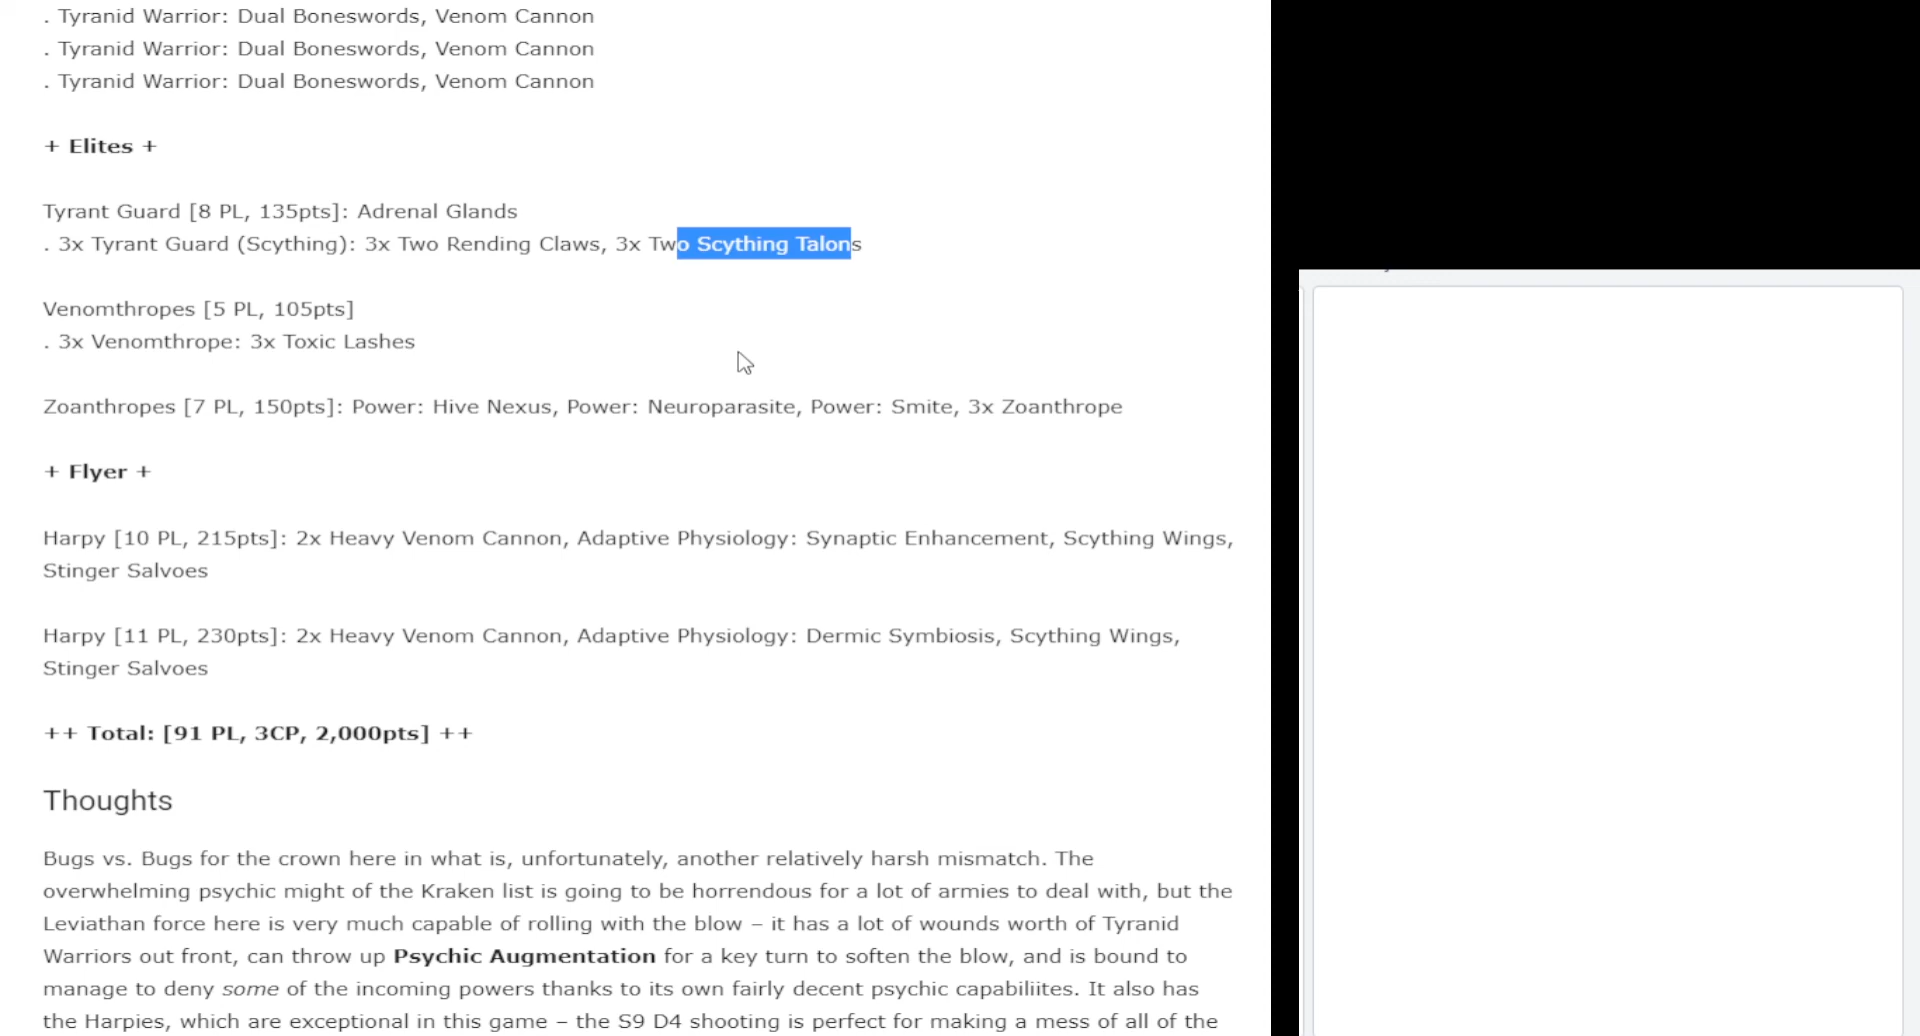 . Tyranid Warrior: Dual Boneswords, Venom Cannon
. Tyranid Warrior: Dual Boneswords, Venom Cannon
. Tyranid Warrior: Dual Boneswords, Venom Cannon
+ Elites +
Tyrant Guard [8 PL, 135pts]: Adrenal Glands
. 3x Tyrant Guard (Scything): 3x Two Rending Claws, 3x Two Scything Talons
Venomthropes [5 PL, 105pts]
. 3x Venomthrope: 3x Toxic Lashes
Zoanthropes [7 PL, 150pts]: Power: Hive Nexus, Power: Neuroparasite, Power: Smite, 3x Zoanthrope
+ Flyer +
Harpy [10 PL, 215pts]: 2x Heavy Venom Cannon, Adaptive Physiology: Synaptic Enhancement, Scything Wings,
Stinger Salvoes
Harpy [11 PL, 230pts]: 2x Heavy Venom Cannon, Adaptive Physiology: Dermic Symbiosis, Scything Wings,
Stinger Salvoes
++ Total: [91 PL, 3CP, 2,000pts] ++
Thoughts
Bugs vs. Bugs for the crown here in what is, unfortunately, another relatively harsh mismatch. The
overwhelming psychic might of the Kraken list is going to be horrendous for a lot of armies to deal with, but the
Leviathan force here is very much capable of rolling with the blow – it has a lot of wounds worth of Tyranid
Warriors out front, can throw up Psychic Augmentation for a key turn to soften the blow, and is bound to
manage to deny some of the incoming powers thanks to its own fairly decent psychic capabiliites. It also has
the Harpies, which are exceptional in this game – the S9 D4 shooting is perfect for making a mess of all of the